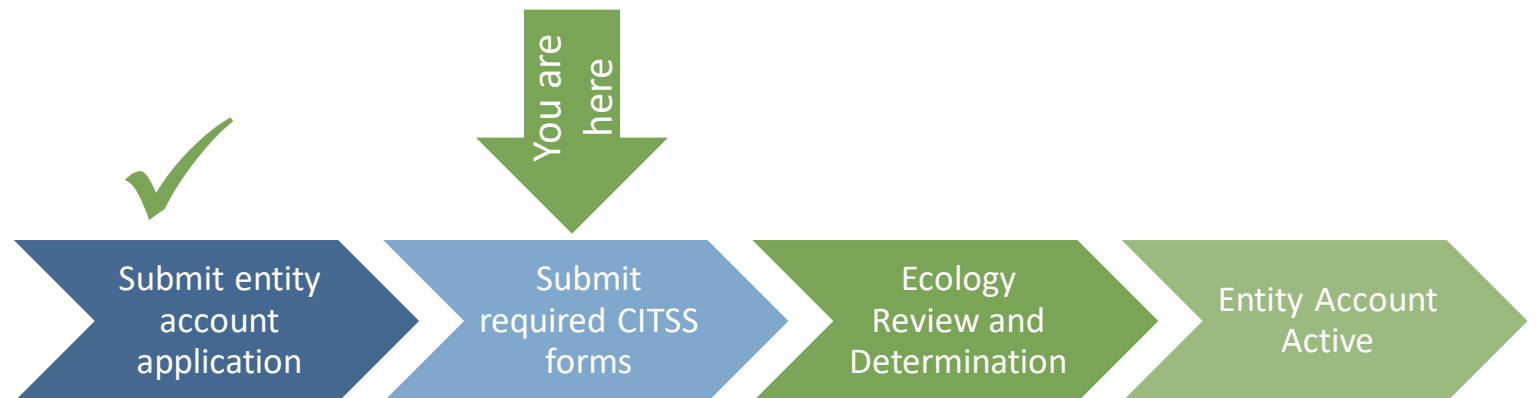 You are
here
Submit entity
account
application
Submit
required CITSS
forms
Ecology
Review and
Determination
Entity Account
Active